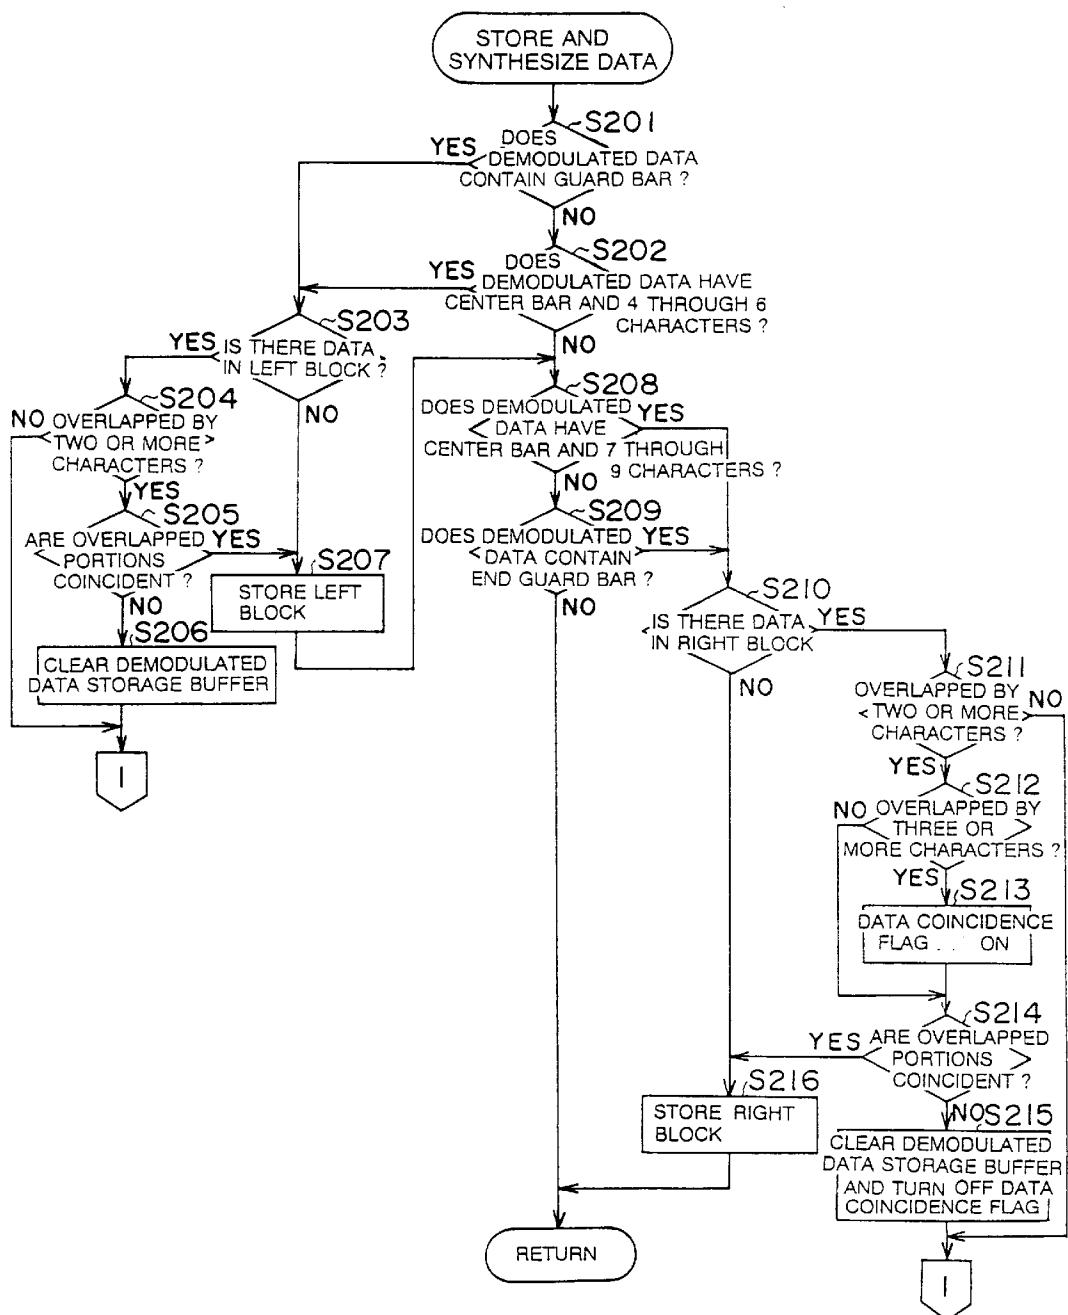 STORE AND
SYNTHESIZE DATA
S201
DOES
DEMODULATED DATA
CONTAIN GUARD BAR ?
YES
NO
S202
DOES
DEMODULATED DATA HAVE
CENTER BAR AND 4 THROUGH 6
CHARACTERS ?
YES
NO
S203
IS THERE DATA
IN LEFT BLOCK ?
YES
NO
S204
OVERLAPPED BY
TWO OR MORE
CHARACTERS ?
NO
YES
S205
ARE OVERLAPPED
PORTIONS
COINCIDENT ?
YES
NO
S206
CLEAR DEMODULATED
DATA STORAGE BUFFER
I
S207
STORE LEFT
BLOCK
S208
DOES DEMODULATED
DATA HAVE
CENTER BAR AND 7 THROUGH
9 CHARACTERS ?
YES
NO
S209
DOES DEMODULATED
DATA CONTAIN
END GUARD BAR ?
YES
NO
S210
IS THERE DATA
IN RIGHT BLOCK
YES
NO
S211
OVERLAPPED BY
TWO OR MORE
CHARACTERS ?
NO
YES
S212
OVERLAPPED BY
THREE OR
MORE CHARACTERS ?
NO
YES
S213
DATA COINCIDENCE
FLAG . . . ON
S214
ARE OVERLAPPED
PORTIONS
COINCIDENT ?
YES
NO
S215
CLEAR DEMODULATED
DATA STORAGE BUFFER
AND TURN OFF DATA
COINCIDENCE FLAG
S216
STORE RIGHT
BLOCK
RETURN
I